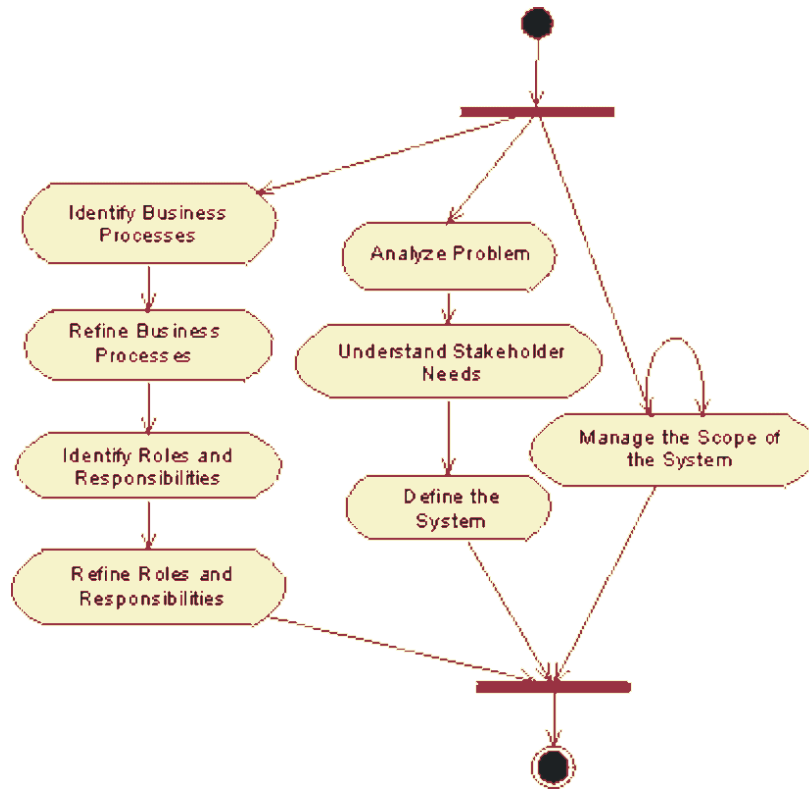 Identify Business
Processes
Analyze Problem
Refine Business
Processes
Understand Stakeholder
Needs
Manage the Scope of
the System
Identify Roles and
Responsibilities
Define the
System
Refine Roles and
Responsibilities